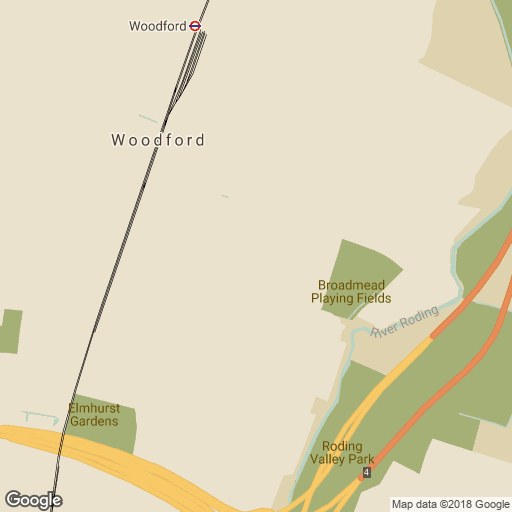 Woodford
Woodford
Broadmead
Playing Fields
River Roding
Elmhurst
Gardens
Roding
Valley Park
4
Google
Map data ©2018 Google